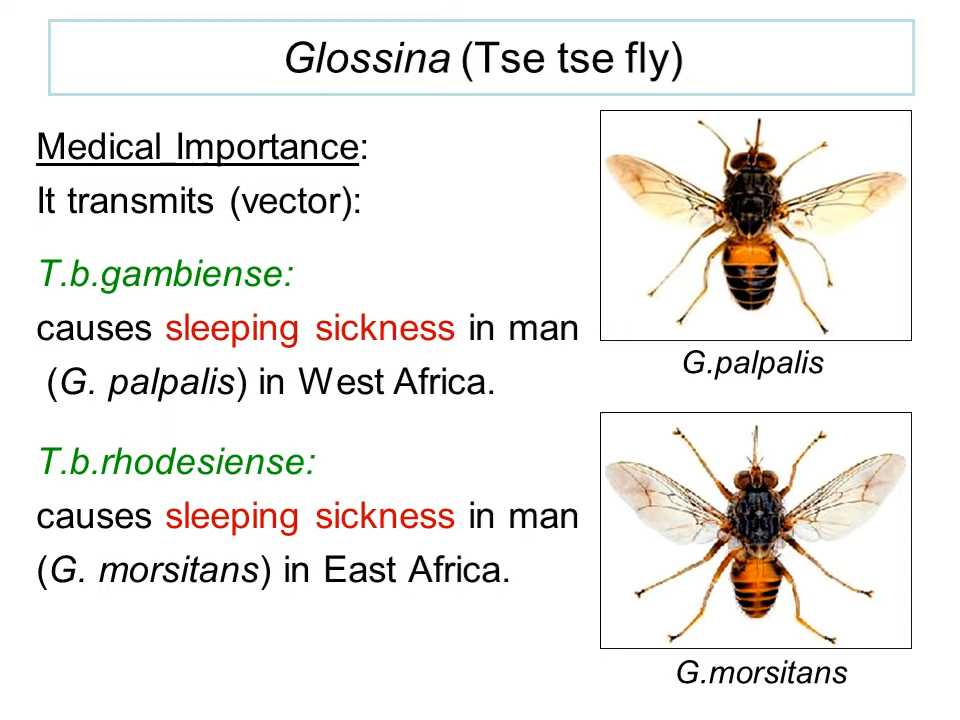 Glossina (Tse tse fly)
Medical Importance:
It transmits (vector):
T.b.gambiense:
causes sleeping sickness in man
(G. palpalis) in West Africa.
T.b.rhodesiense:
causes sleeping sickness in man
(G. morsitans) in East Africa.
G.palpalis
G.morsitans